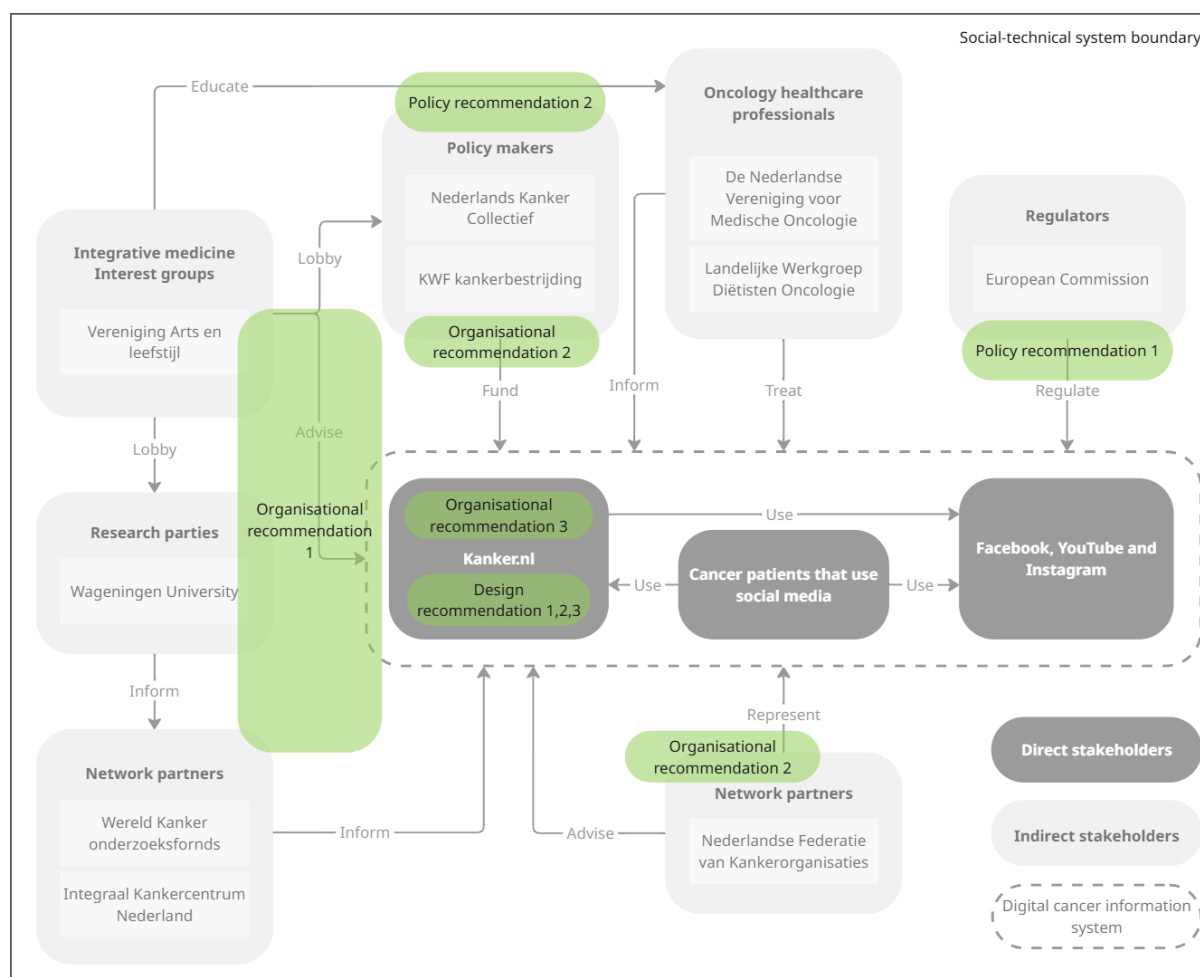 Social-technical system boundary
Educate
Policy recommendation 2
Oncology healthcare
professionals
Policy makers
Nederlands Kanker
Collectief
KWF kankerbestrijding
Organisational
recommendation 2
De Nederlandse
Vereniging voor
Medische Oncologie
Landelijke Werkgroep
Diëtisten Oncologie
Regulators
European Commission
Policy recommendation 1
Integrative medicine
Interest groups
Vereniging Arts en
leefstijl
Lobby
Fund
Inform
Treat
Regulate
Lobby
Advise
Organisational
recommendation
1
Research parties
Wageningen University
Organisational
recommendation 3
Kanker.nl
Design
recommendation 1,2,3
Use
Use
Cancer patients that use
social media
Use
Facebook, YouTube and
Instagram
Inform
Represent
Organisational
recommendation 2
Network partners
Wereld Kanker
onderzoeksfornds
Integraal Kankercentrum
Nederland
Inform
Advise
Network partners
Nederlandse Federatie
van Kankerorganisaties
Direct stakeholders
Indirect stakeholders
Digital cancer information
system